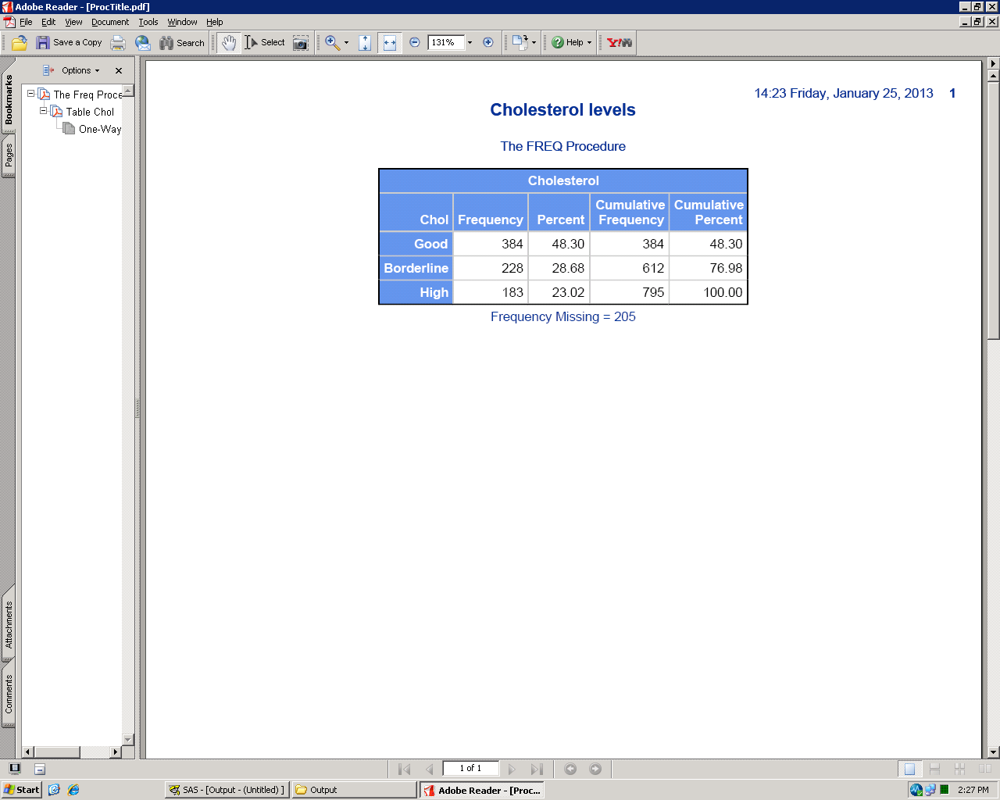 Adobe Reader - [ProcTitle.pdf]
File Edit View Document Tools Window Help
Save a Copy Search Select 131% Help Y!
Options
Bookmarks
Pages
Attachments
Comments
The Freq Proce
Table Chol
One-Way
14:23 Friday, January 25, 2013 1
Cholesterol levels
The FREQ Procedure
Cholesterol
Chol Frequency Percent Cumulative Frequency Cumulative Percent
Good 384 48.30 384 48.30
Borderline 228 28.68 612 76.98
High 183 23.02 795 100.00
Frequency Missing = 205
1 of 1
Start SAS - [Output - (Untitled) ] Output Adobe Reader - [Proc... 2:27 PM